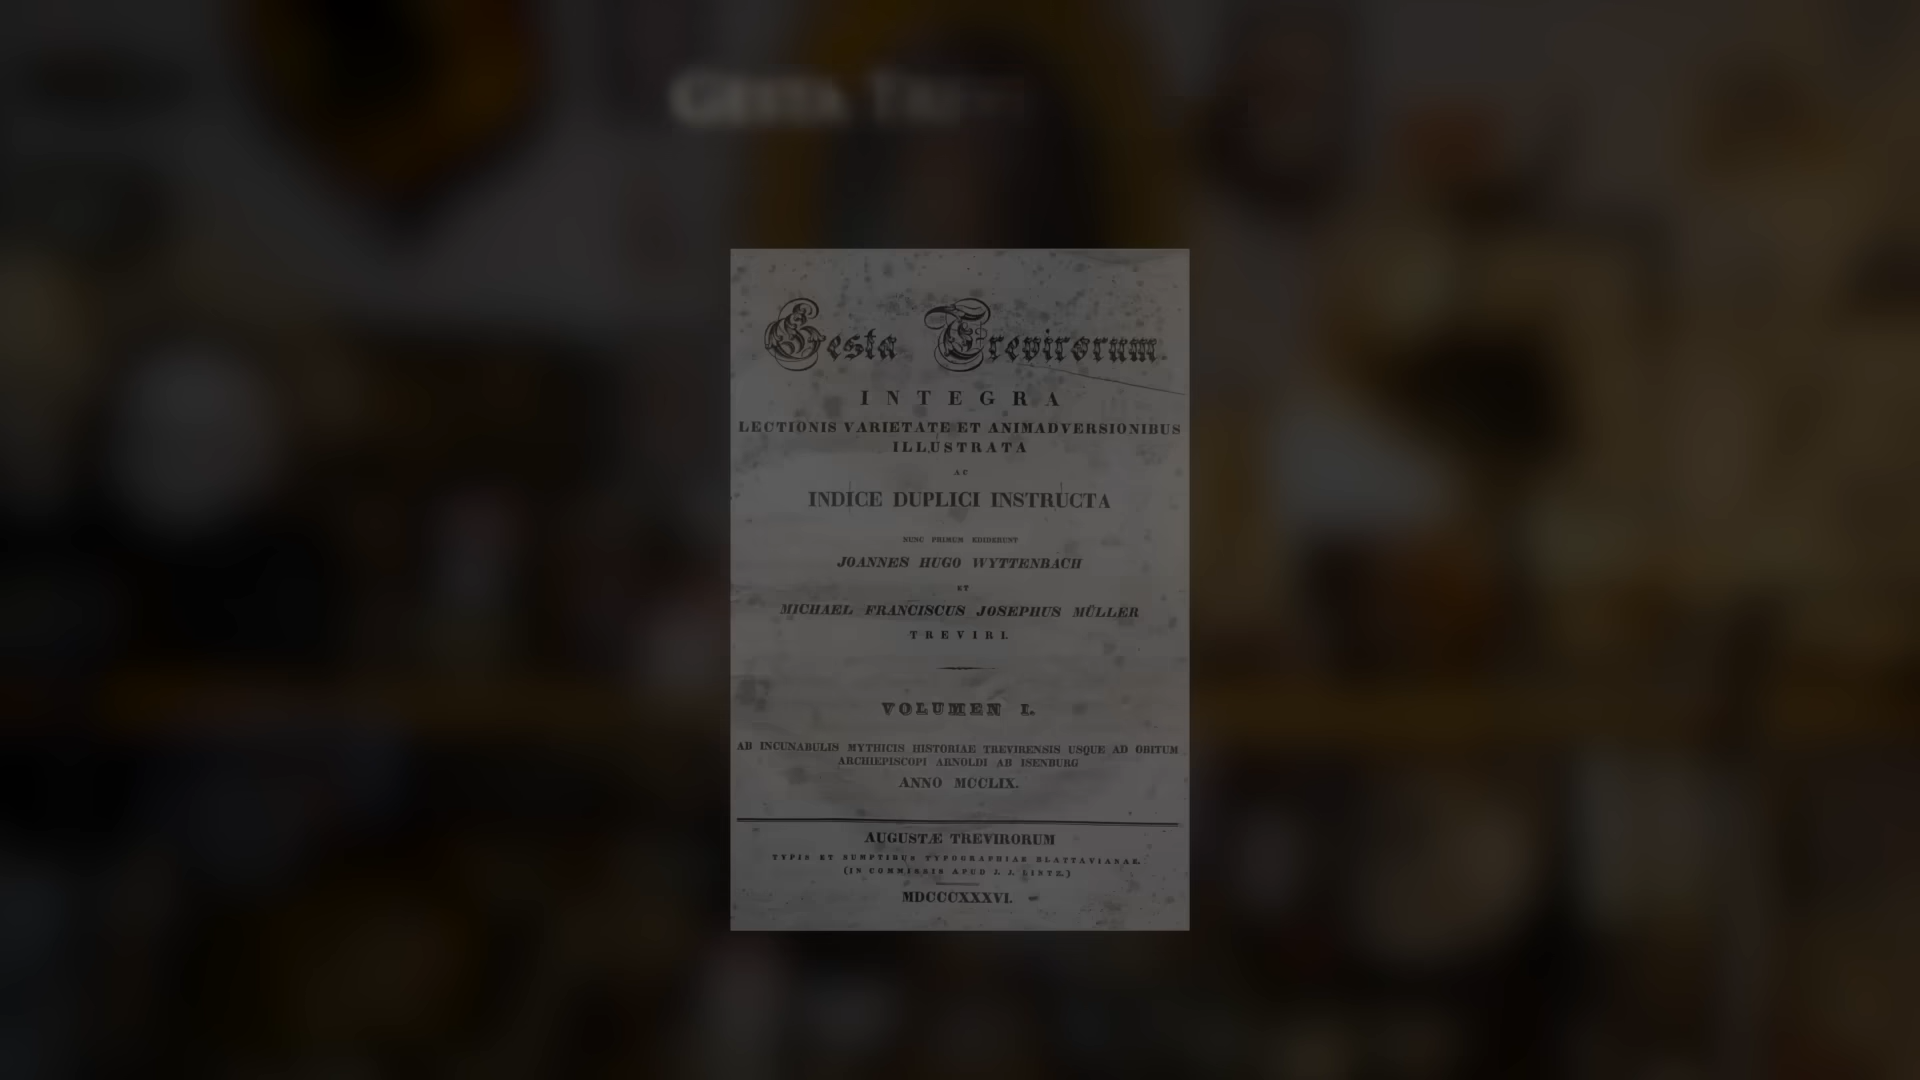 GESTA
Gesta Trevirorum
INTEGRA
LECTIONIS VARIETATE ET ANIMADVERSIONIBUS
ILLUSTRATA
AC
INDICE DUPLICI INSTRUCTA
NUNC PRIMUM EDIDERUNT
JOANNES HUGO WYTTENBACH
ET
MICHAEL FRANCISCUS JOSEPHUS MÜLLER
TREVIRI.
VOLUMEN I.
AB INCUNABULIS MYTHICIS HISTORIAE TREVIRENSIS USQUE AD OBITUM
ARCHIEPISCOPI ARNOLDI AB ISENBURG
ANNO MCCLIX.
AUGUSTÆ TREVIRORUM
TYPIS ET SUMPTIBUS TYPOGRAPHIAE BLATTAVIANAE.
(IN COMMISSIS APUD J. J. LINTZ.)
MDCCCXXXVI.